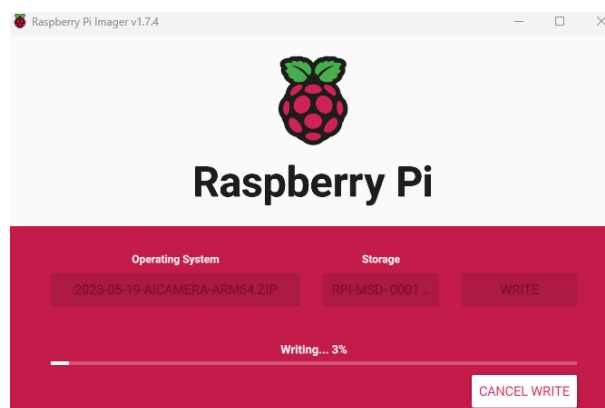 Raspberry Pi Imager v1.7.4
Raspberry Pi
Operating System Storage
2023-05-19-AICAMERA-ARM64.ZIP RPI-MSD- 0001 ... WRITE
Writing... 3%
CANCEL WRITE